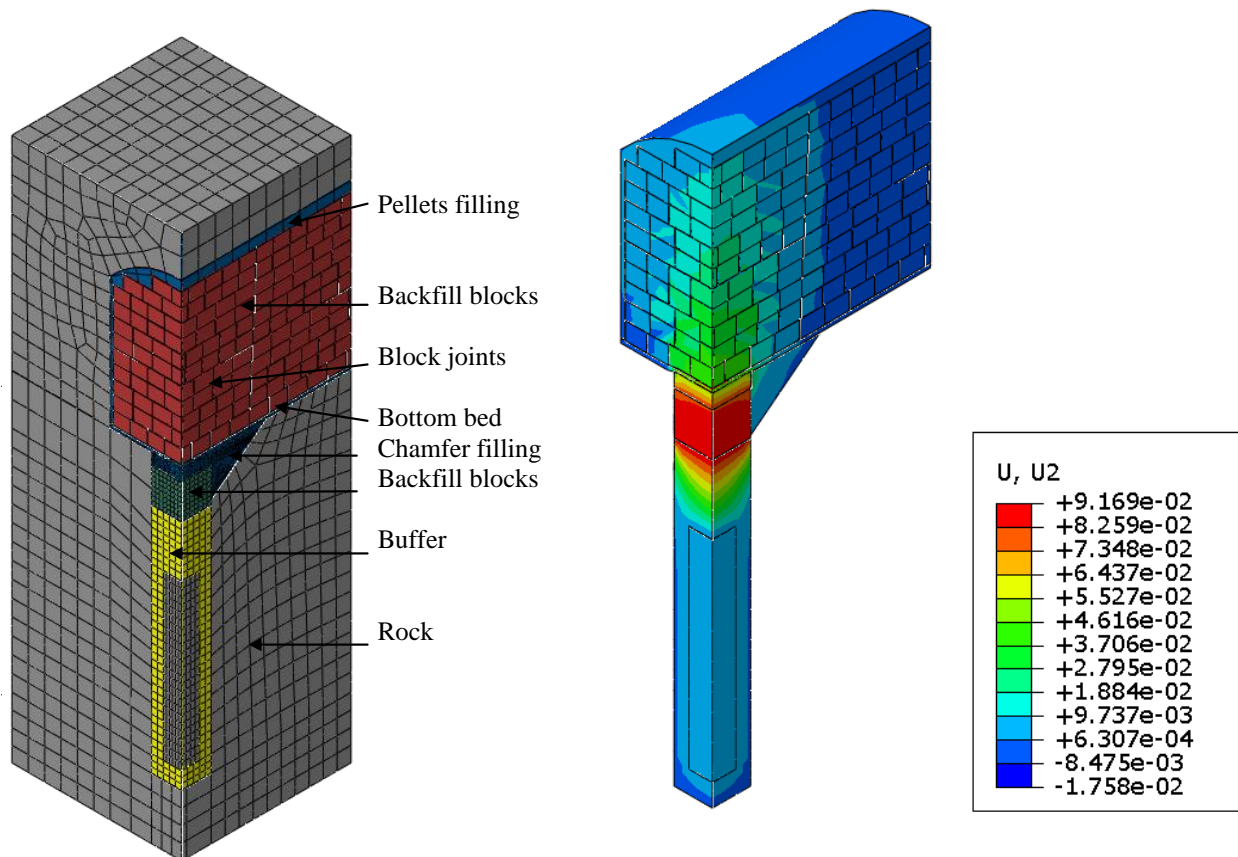 Pellets filling
Backfill blocks
Block joints
Bottom bed
Chamfer filling
Backfill blocks
Buffer
Rock
U, U2
+9.169e-02
+8.259e-02
+7.348e-02
+6.437e-02
+5.527e-02
+4.616e-02
+3.706e-02
+2.795e-02
+1.884e-02
+9.737e-03
+6.307e-04
-8.475e-03
-1.758e-02